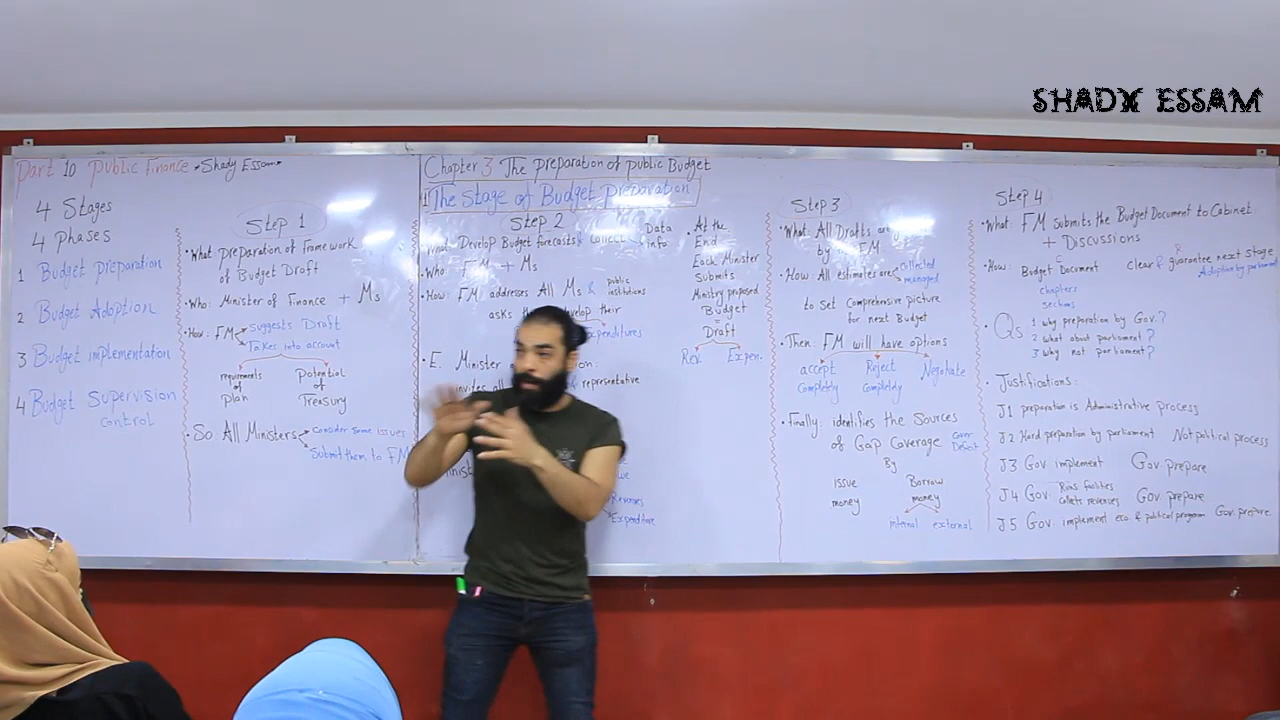 SHADY ESSAM
Part 10 Public Finance *Shady Essam*
4 Stages
4 Phases
1 Budget preparation
2 Budget Adoption
3 Budget implementation
4 Budget Supervision
control
Step 1
• What preparation of Framework
of Budget Draft
• Who: Minister of Finance + Ms
• How: FM Suggests Draft
Takes into account
requirements of Plan
Potential of Treasury
• So All Ministers Consider some issues
Submit them to FM
Chapter 3 The preparation of public Budget
1 The Stage of Budget Preparation
Step 2
What: Develop Budget forecasts & collect Data
info.
• Who: FM + Ms
• How: FM addresses All Ms & public institutions
asks develop their
Expenditures
• E. Minister
invites all representative
Revenues
Expenditure
• At the
End
Each Minister
Submits
Ministry proposed
Budget
Draft
Rev. Expen.
Step 3
• What: All Drafts are
by FM
• How: All estimates are collected
managed
to set Comprehensive picture
for next Budget
• Then: FM will have options
accept Completely
Reject Completely
Negotiate
• Finally: identifies the Sources
of Gap Coverage Cover Deficit
By
issue money
Borrow money
internal external
Step 4
• What: FM Submits the Budget Document to Cabinet
+ Discussions
• How: Budget Document clear & guarantee next stage
Adoption by parliament
chapters
sections
• Qs 1 why preparation by Gov.?
2 what about parliament?
3 why not parliament?
• Justifications:
J1 preparation is Administrative process
J2 Hard preparation by parliament Not political process
J3 Gov implement Gov prepare
J4 Gov. Runs facilities
collects revenues Gov prepare
J5 Gov. implement eco. & political program Gov. prepare